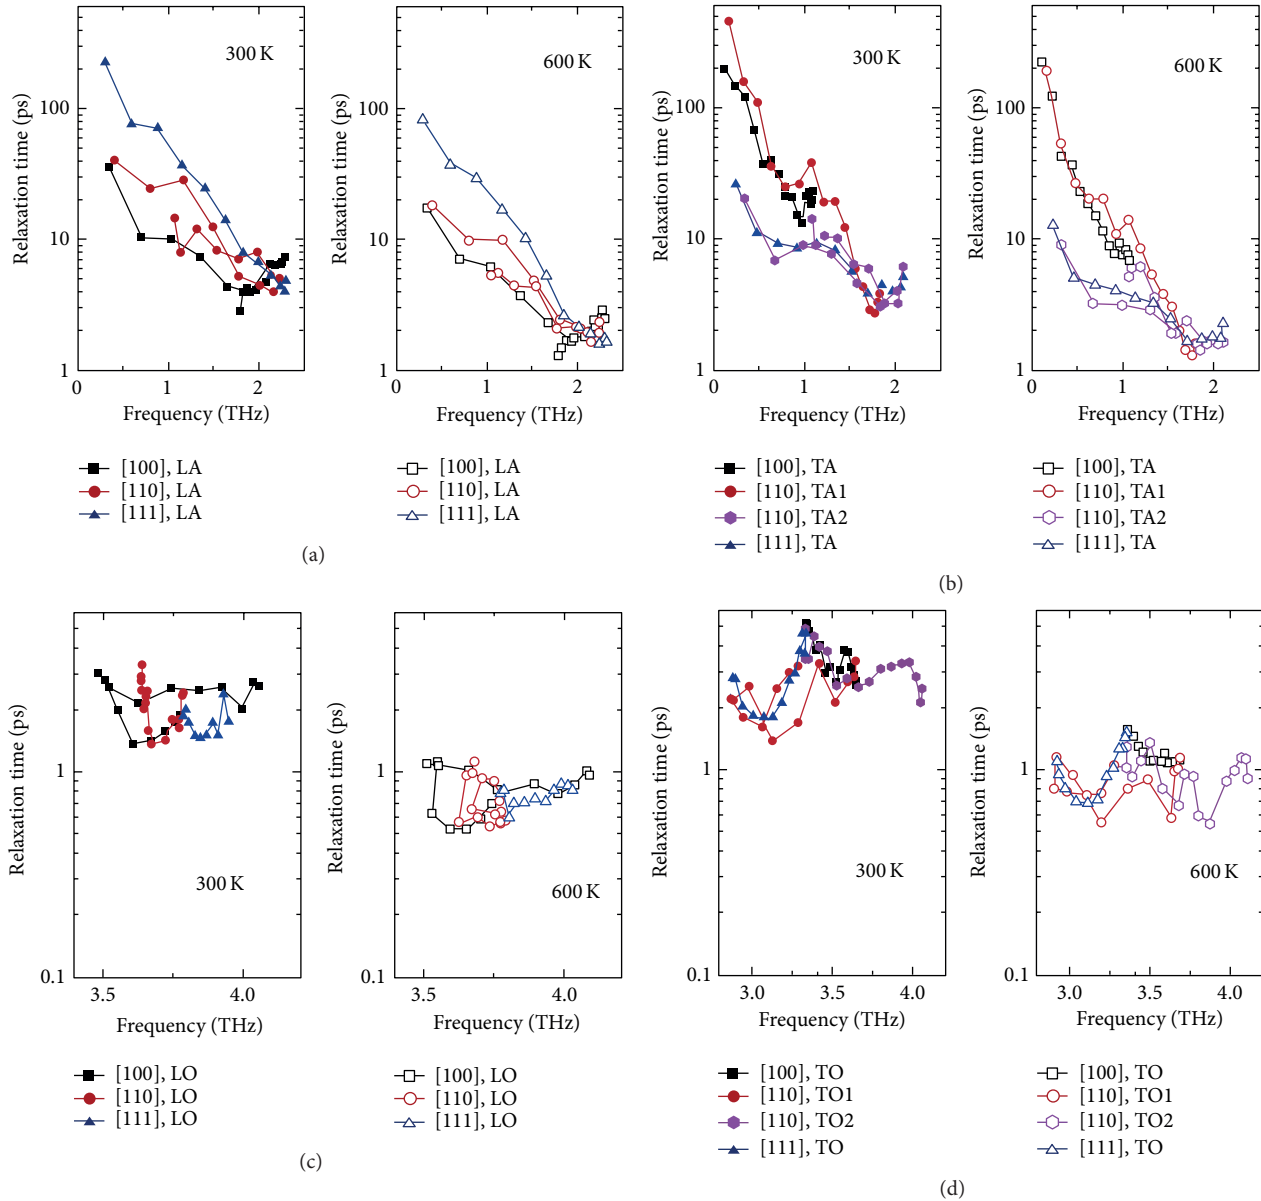 300 K
100
10
1
0
1
2
Relaxation time (ps)
Frequency (THz)
600 K
100
10
1
0
1
2
Relaxation time (ps)
Frequency (THz)
[100], LA
[110], LA
[111], LA
[100], LA
[110], LA
[111], LA
(a)
300 K
100
10
1
0
1
2
Relaxation time (ps)
Frequency (THz)
600 K
100
10
1
0
1
2
Relaxation time (ps)
Frequency (THz)
[100], TA
[110], TA1
[110], TA2
[111], TA
[100], TA
[110], TA1
[110], TA2
[111], TA
(b)
1
0.1
300 K
3.5
4.0
Relaxation time (ps)
Frequency (THz)
1
0.1
600 K
3.5
4.0
Relaxation time (ps)
Frequency (THz)
[100], LO
[110], LO
[111], LO
[100], LO
[110], LO
[111], LO
(c)
1
0.1
300 K
3.0
3.5
4.0
Relaxation time (ps)
Frequency (THz)
1
0.1
600 K
3.0
3.5
4.0
Relaxation time (ps)
Frequency (THz)
[100], TO
[110], TO1
[110], TO2
[111], TO
[100], TO
[110], TO1
[110], TO2
[111], TO
(d)